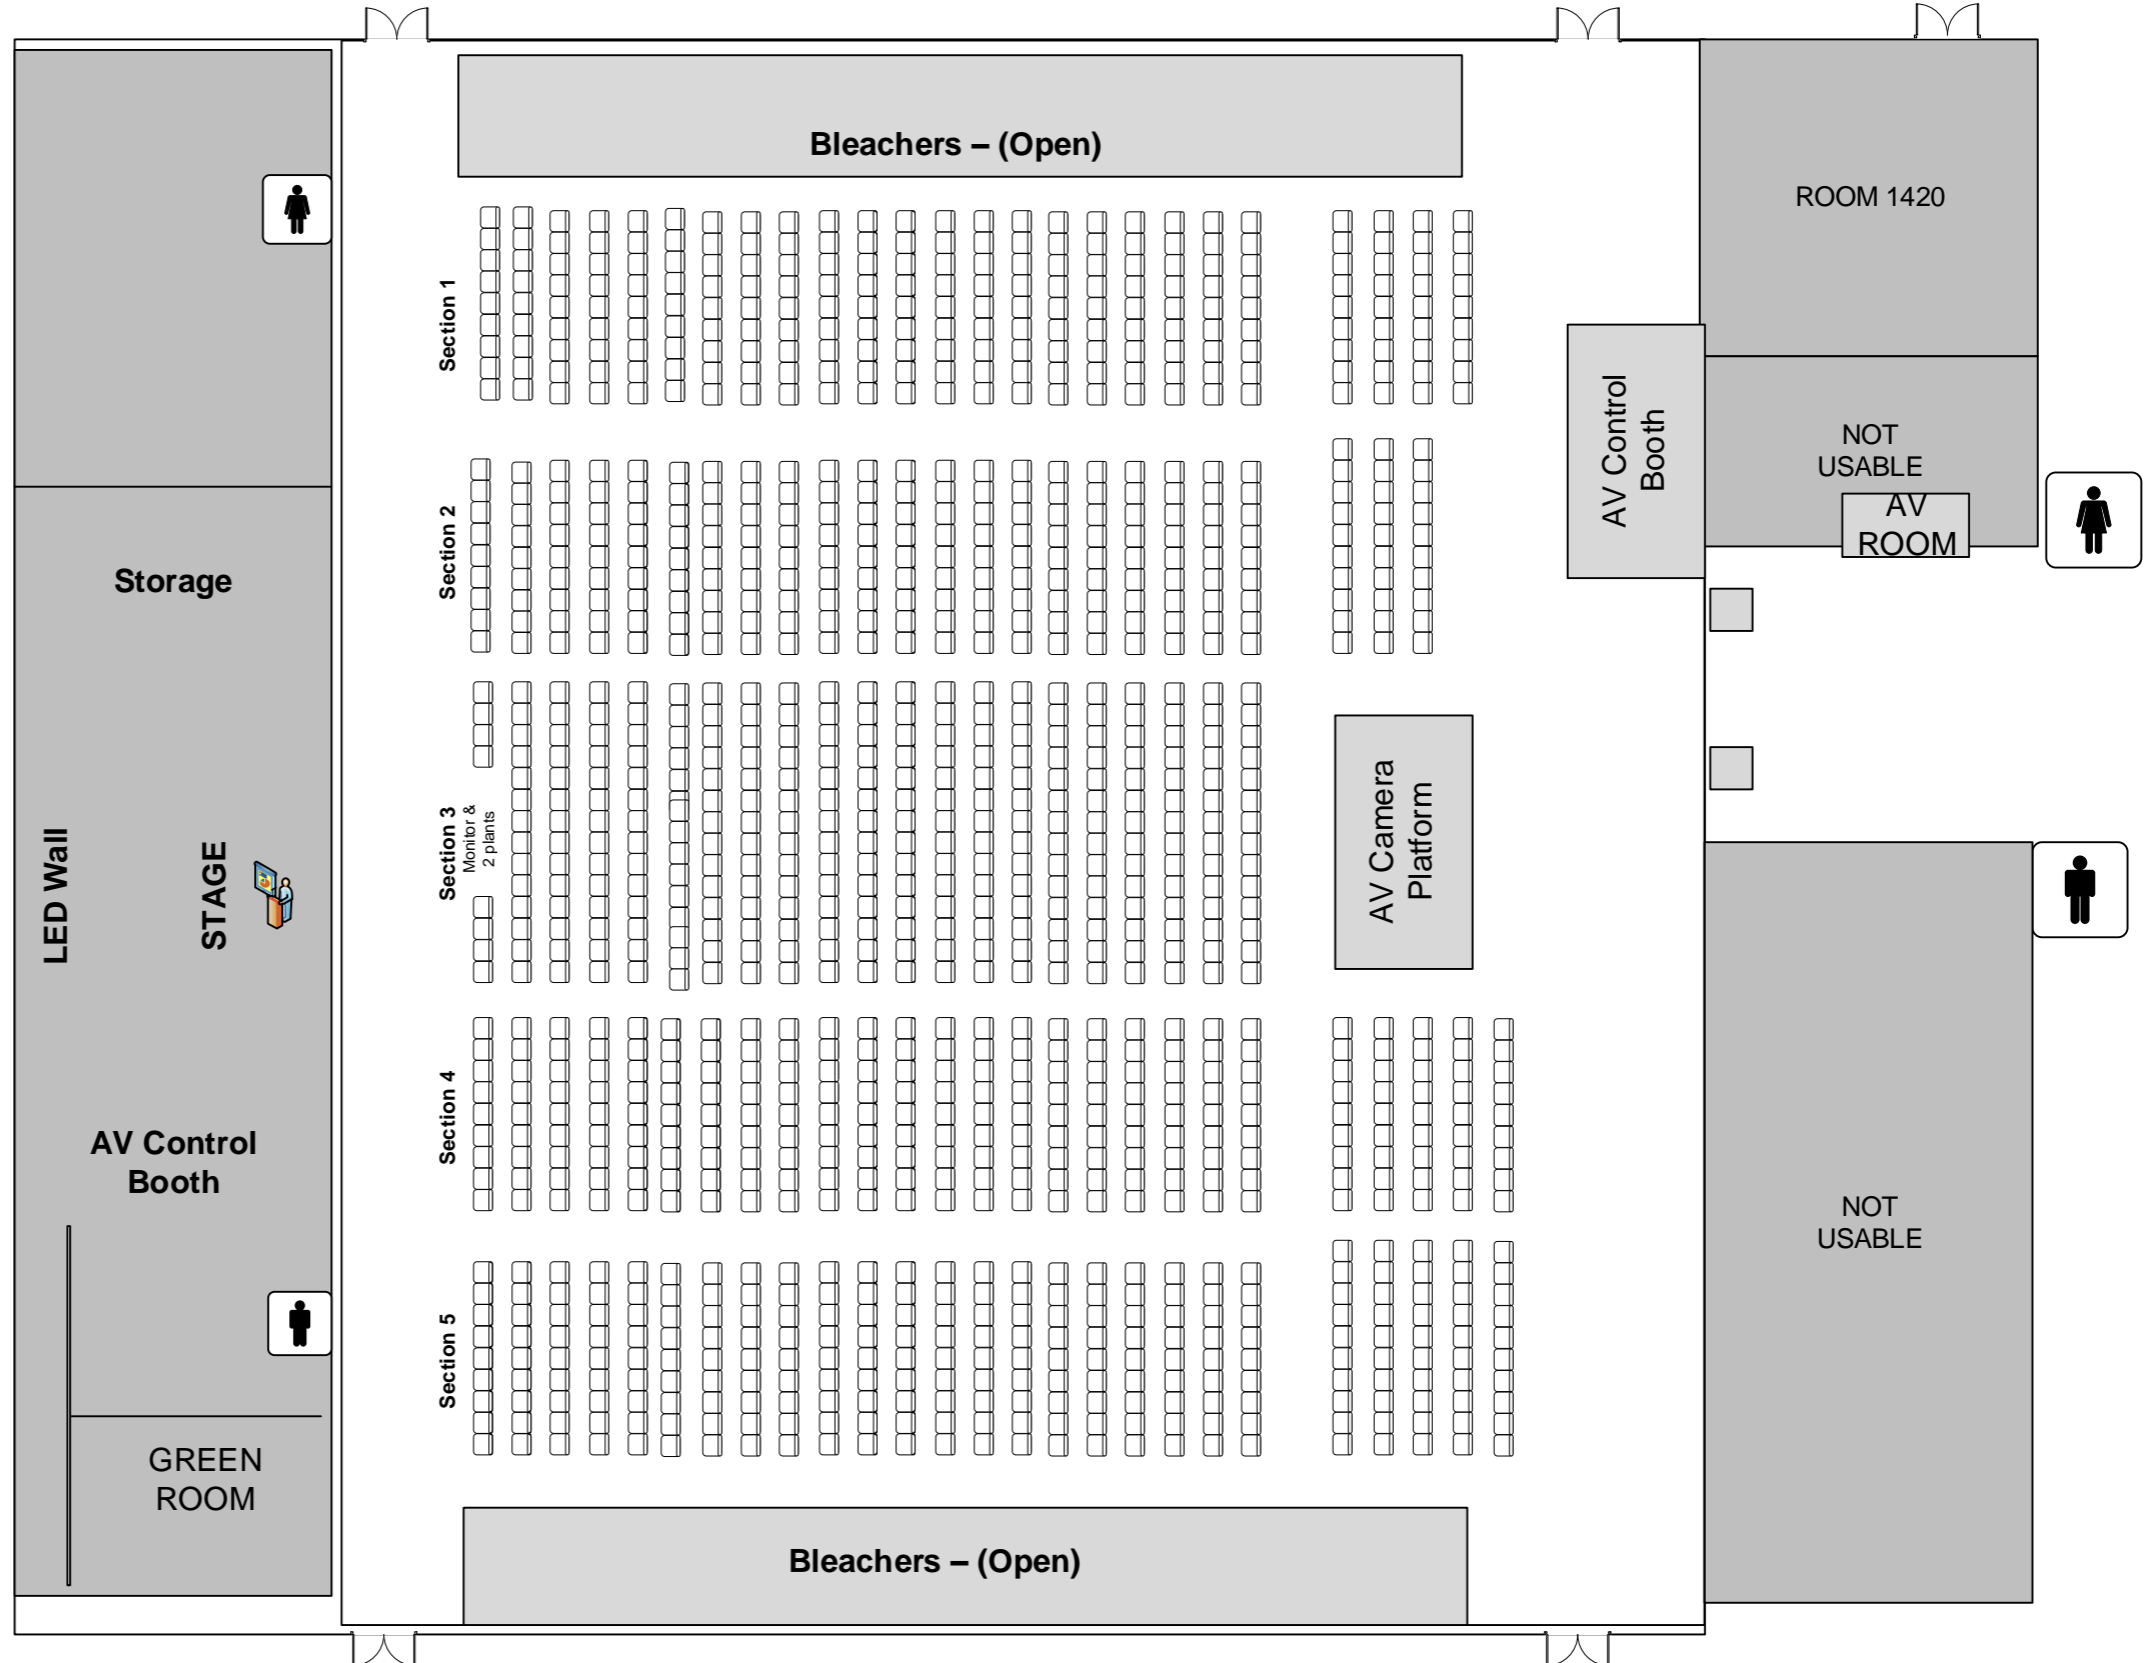 Bleachers – (Open)
ROOM 1420
Section 1
AV Control
Booth
NOT
USABLE
AV
ROOM
Section 2
Storage
Section 3
Monitor &
2 plants
AV Camera
Platform
LED Wall
STAGE
Section 4
AV Control
Booth
NOT
USABLE
Section 5
GREEN
ROOM
Bleachers – (Open)